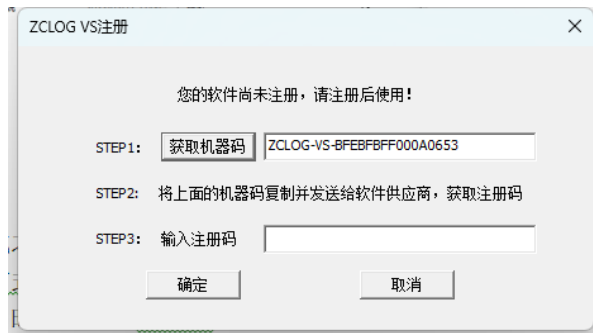 ZCLOG VS注册
您的软件尚未注册，请注册后使用！
STEP1: 获取机器码 ZCLOG-VS-BFEBFBFF000A0653
STEP2: 将上面的机器码复制并发送给软件供应商，获取注册码
STEP3: 输入注册码
确定 取消